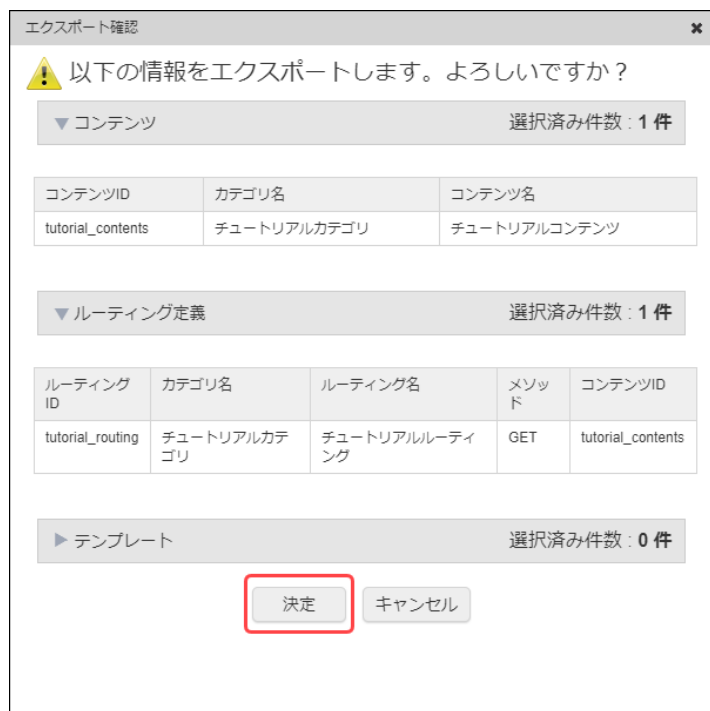 エクスポート確認
以下の情報をエクスポートします。よろしいですか？
コンテンツ 選択済み件数 : 1 件
コンテンツID カテゴリ名 コンテンツ名
tutorial_contents チュートリアルカテゴリ チュートリアルコンテンツ
ルーティング定義 選択済み件数 : 1 件
ルーティング カテゴリ名 ルーティング名 メソッ コンテンツID
ID ド
tutorial_routing チュートリアルカテ チュートリアルルーティ GET tutorial_contents
ゴリ ング
テンプレート 選択済み件数 : 0 件
決定 キャンセル